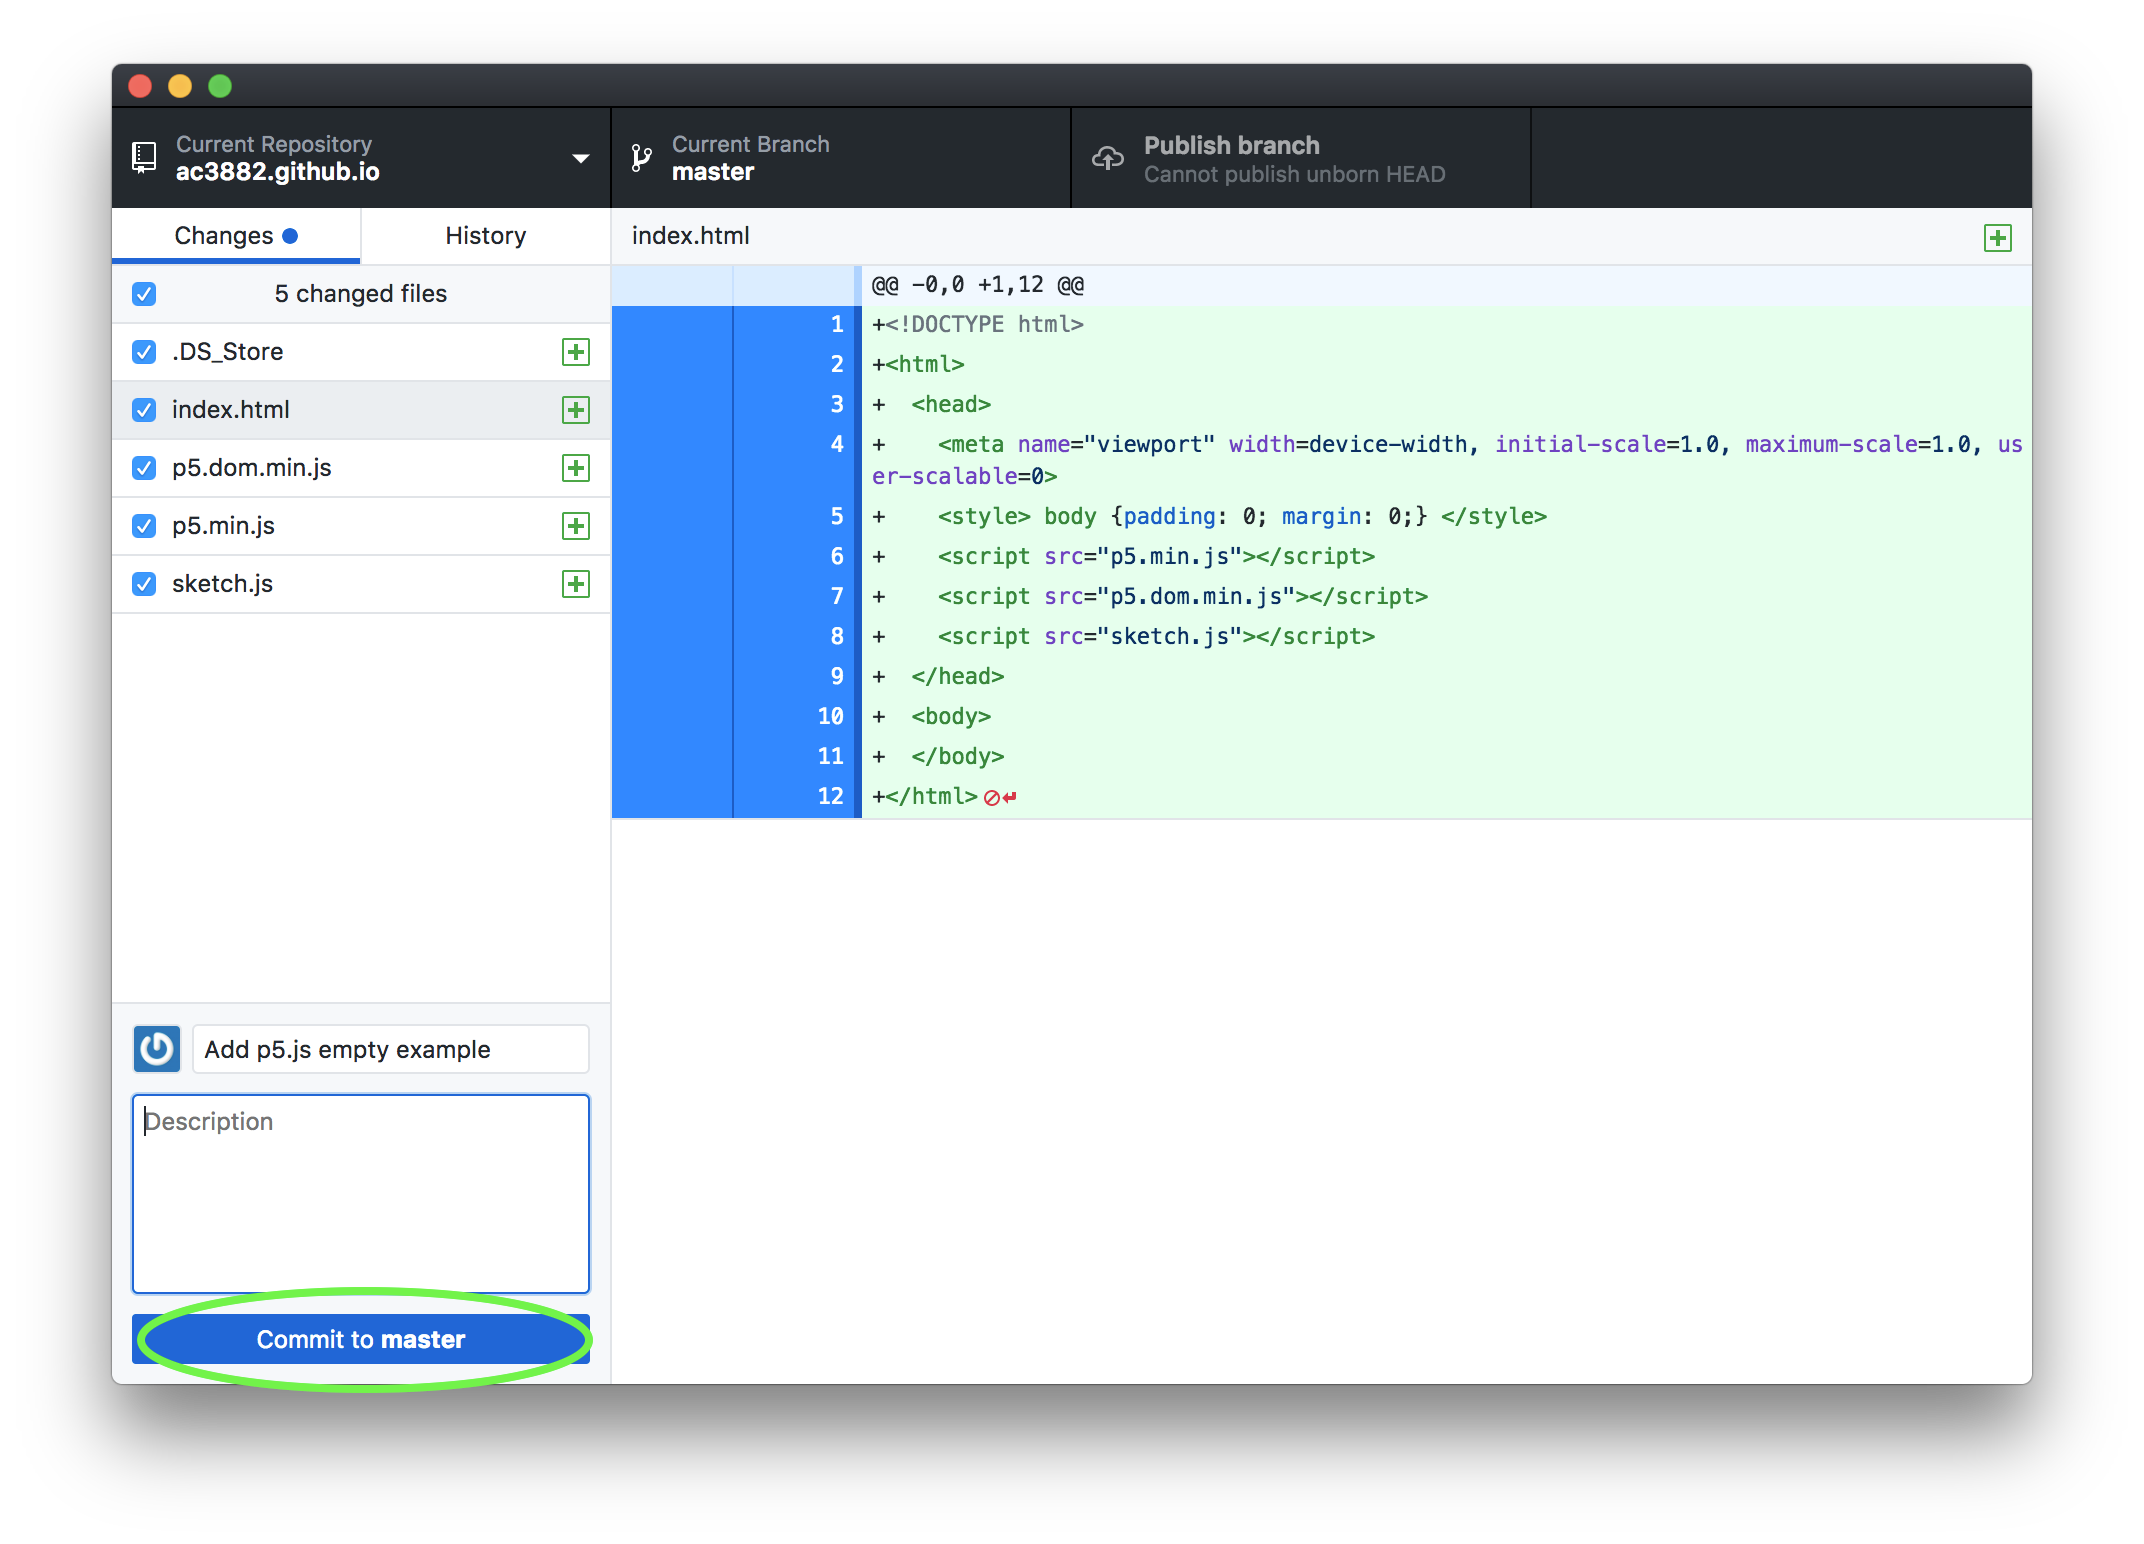 Current Repository
ac3882.github.io
Current Branch
master
Publish branch
Cannot publish unborn HEAD
Changes
History
5 changed files
.DS_Store
index.html
p5.dom.min.js
p5.min.js
sketch.js
Add p5.js empty example
Description
Commit to master
index.html
@@ -0,0 +1,12 @@
1 +<!DOCTYPE html>
2 +<html>
3 +  <head>
4 +    <meta name="viewport" width=device-width, initial-scale=1.0, maximum-scale=1.0, us
er-scalable=0>
5 +    <style> body {padding: 0; margin: 0;} </style>
6 +    <script src="p5.min.js"></script>
7 +    <script src="p5.dom.min.js"></script>
8 +    <script src="sketch.js"></script>
9 +  </head>
10 +  <body>
11 +  </body>
12 +</html>